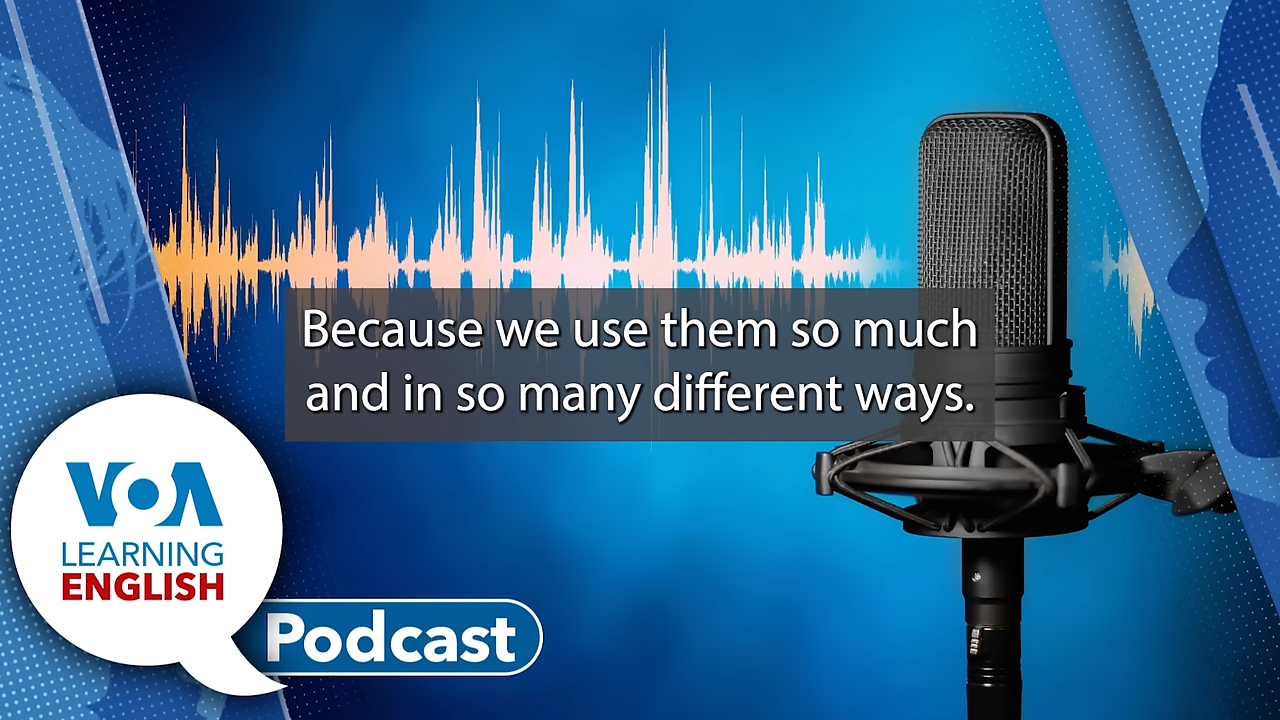 Because we use them so much
and in so many different ways.
VOA
LEARNING
ENGLISH
Podcast